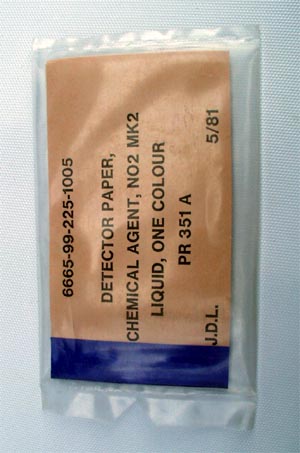 6665-99-225-1005
DETECTOR PAPER,
CHEMICAL AGENT, NO2 MK2
LIQUID, ONE COLOUR
PR 351 A
J.D.L. 5/81